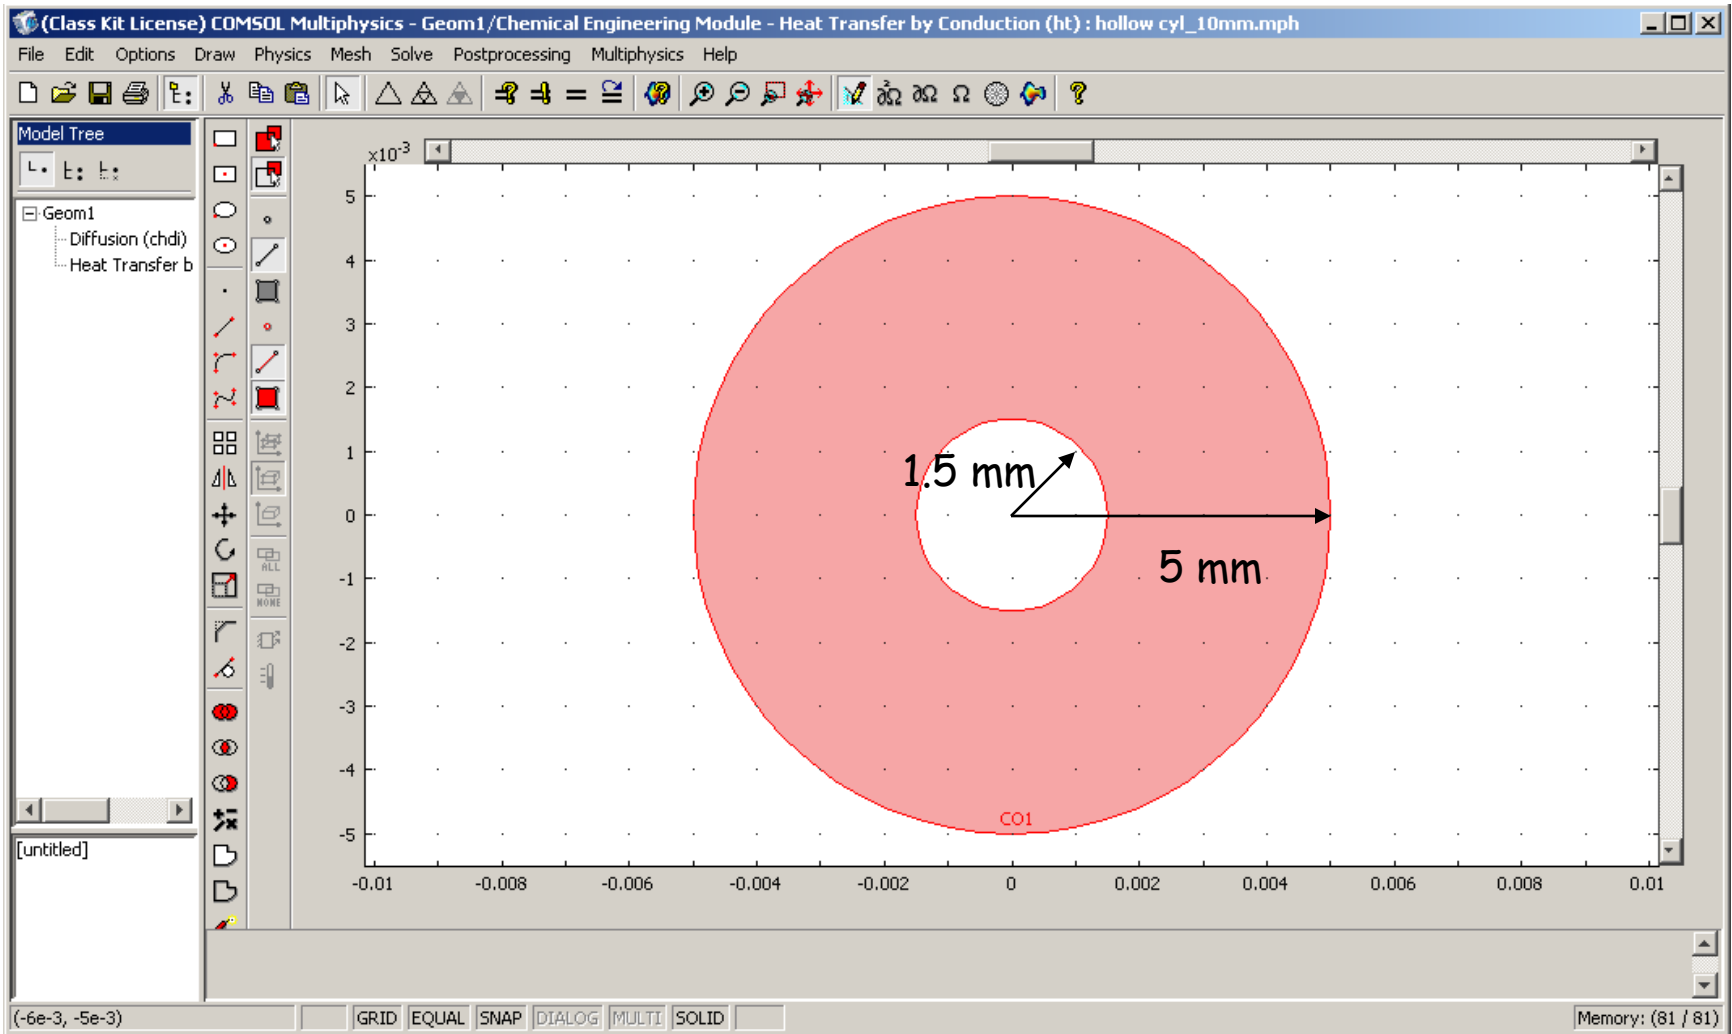 (Class Kit License) COMSOL Multiphysics - Geom1/Chemical Engineering Module - Heat Transfer by Conduction (ht) : hollow cyl_10mm.mph
File Edit Options Draw Physics Mesh Solve Postprocessing Multiphysics Help
Model Tree
Geom1
Diffusion (chdi)
Heat Transfer b
[untitled]
ALL
NONE
x10-3
5
4
3
2
1
0
-1
-2
-3
-4
-5
1.5 mm
5 mm
CO1
-0.01 -0.008 -0.006 -0.004 -0.002 0 0.002 0.004 0.006 0.008 0.01
(-6e-3, -5e-3) GRID EQUAL SNAP DIALOG MULTI SOLID Memory: (81 / 81)